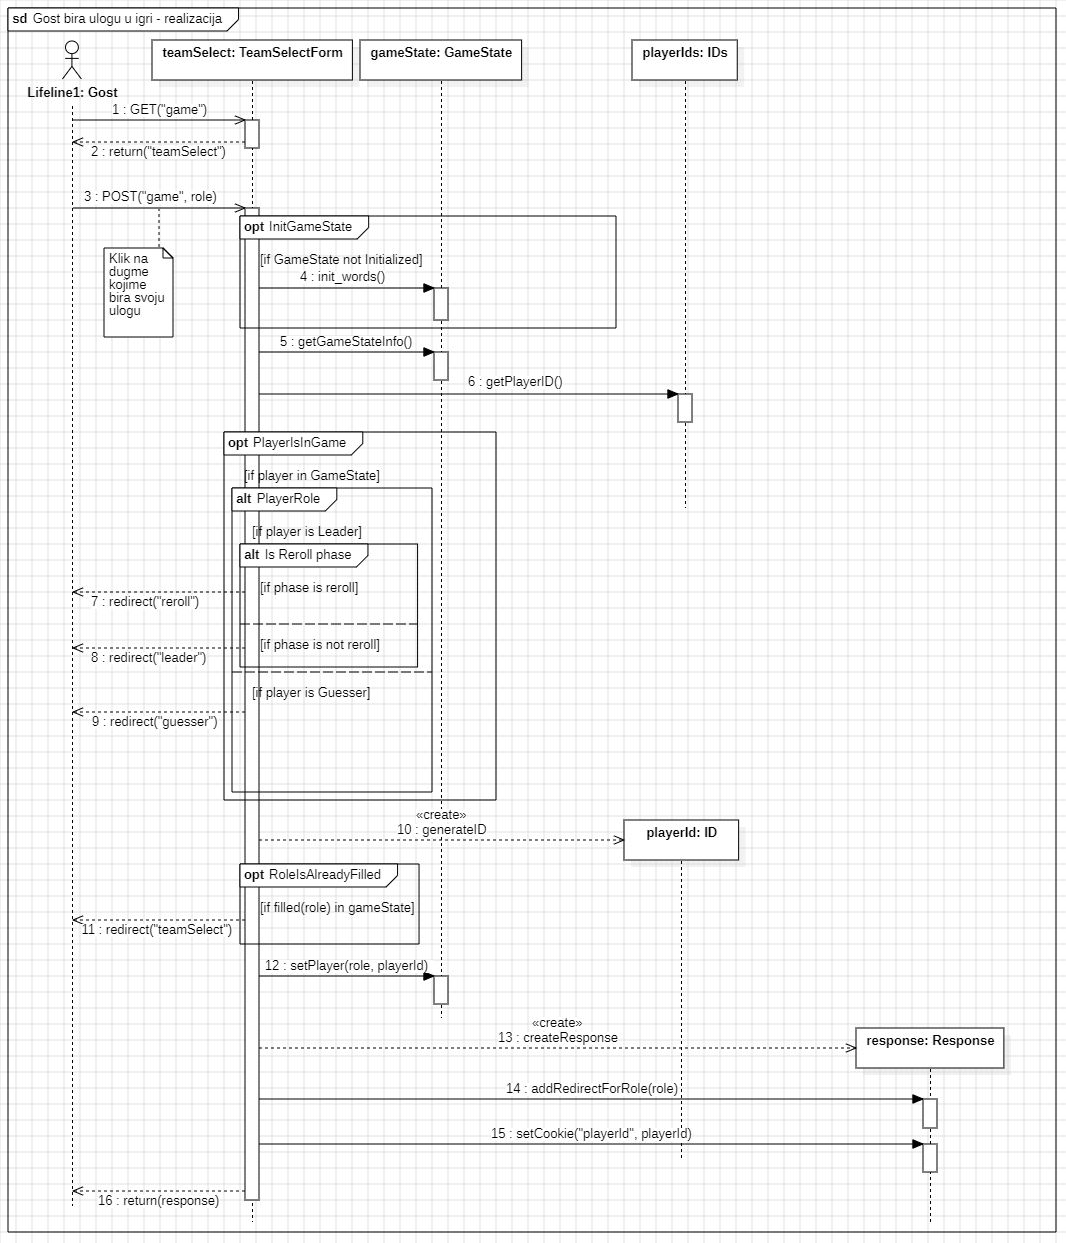 sd Gost bira ulogu u igri - realizacija
teamSelect: TeamSelectForm
gameState: GameState
playerIds: IDs
Lifeline1: Gost
1 : GET("game")
2 : return("teamSelect")
3 : POST("game", role)
opt InitGameState
Klik na
dugme
kojime
bira svoju
ulogu
[if GameState not Initialized]
4 : init_words()
5 : getGameStateInfo()
6 : getPlayerID()
opt PlayerIsInGame
[if player in GameState]
alt PlayerRole
[if player is Leader]
alt Is Reroll phase
[if phase is reroll]
7 : redirect("reroll")
[if phase is not reroll]
8 : redirect("leader")
[if player is Guesser]
9 : redirect("guesser")
«create»
10 : generateID
playerId: ID
opt RoleIsAlreadyFilled
[if filled(role) in gameState]
11 : redirect("teamSelect")
12 : setPlayer(role, playerId)
«create»
13 : createResponse
response: Response
14 : addRedirectForRole(role)
15 : setCookie("playerId", playerId)
16 : return(response)